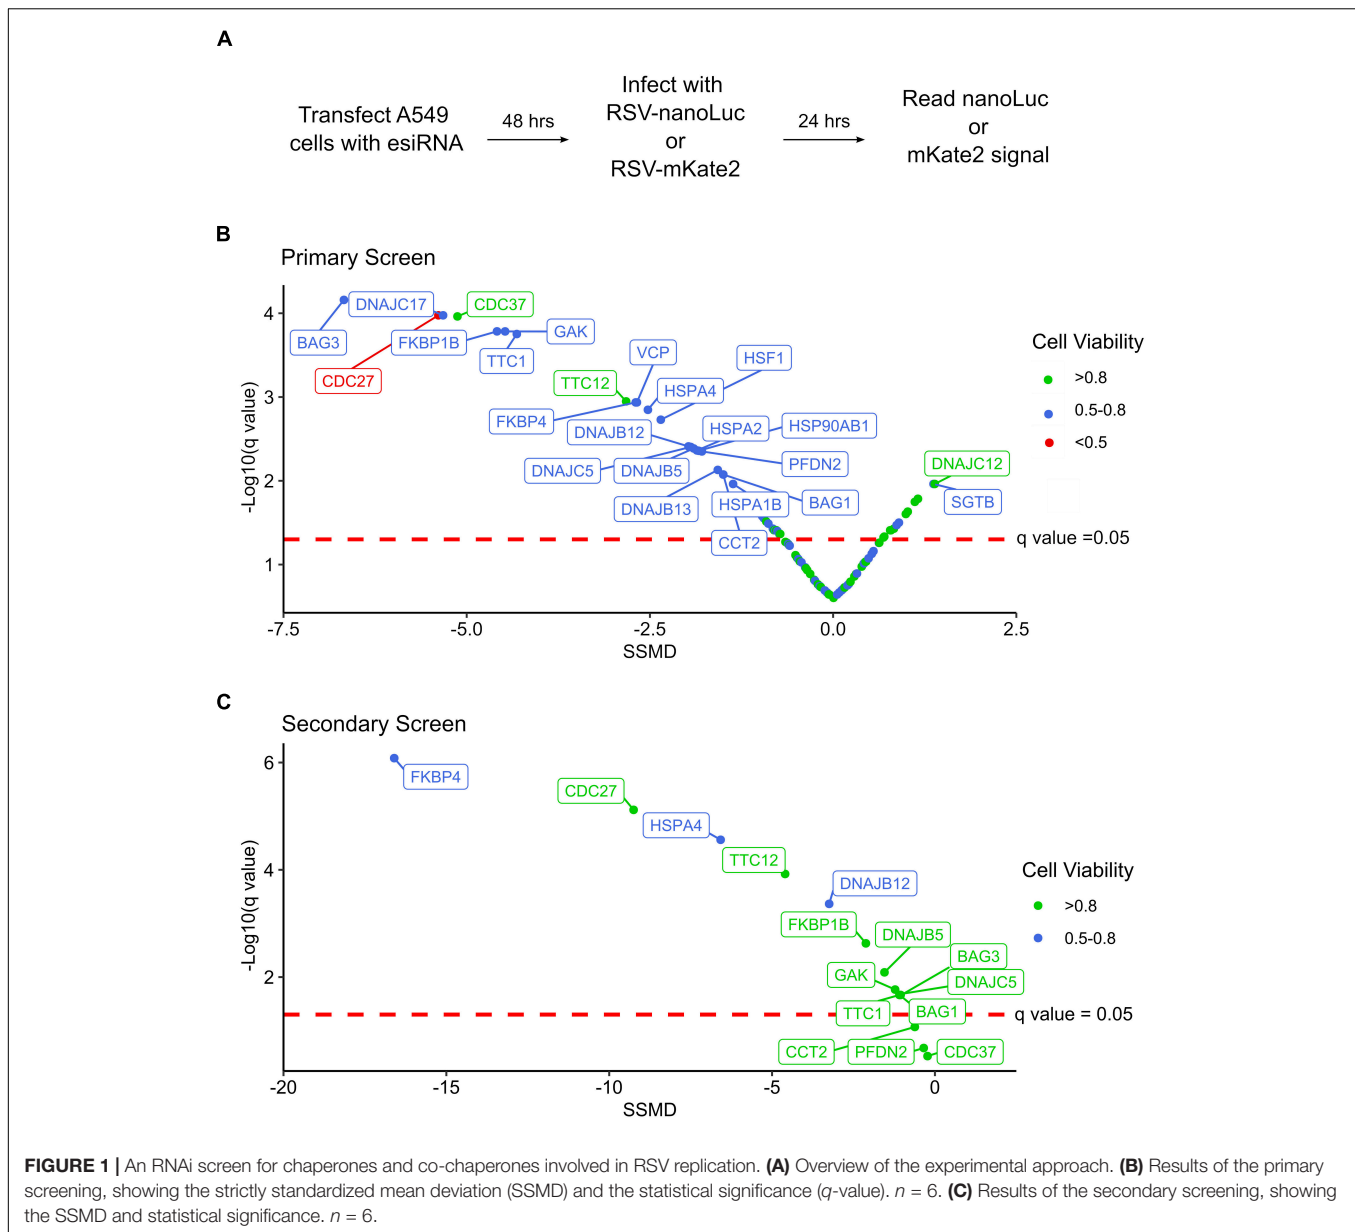 A
Transfect A549
cells with esiRNA
48 hrs
Infect with
RSV-nanoLuc
or
RSV-mKate2
24 hrs
Read nanoLuc
or
mKate2 signal
B
Primary Screen
-Log10(q value)
4
3
2
1
BAG3
DNAJC17
CDC37
CDC27
FKBP1B
TTC1
GAK
VCP
HSF1
TTC12
HSPA4
FKBP4
DNAJB12
HSPA2
HSP90AB1
DNAJC5
DNAJB5
PFDN2
DNAJB13
HSPA1B
BAG1
CCT2
DNAJC12
SGTB
q value =0.05
Cell Viability
>0.8
0.5-0.8
<0.5
-7.5
-5.0
-2.5
0.0
2.5
SSMD
C
Secondary Screen
-Log10(q value)
6
4
2
FKBP4
CDC27
HSPA4
TTC12
DNAJB12
FKBP1B
DNAJB5
BAG3
GAK
DNAJC5
TTC1
BAG1
CCT2
PFDN2
CDC37
q value = 0.05
Cell Viability
>0.8
0.5-0.8
-20
-15
-10
-5
0
SSMD
FIGURE 1 | An RNAi screen for chaperones and co-chaperones involved in RSV replication. (A) Overview of the experimental approach. (B) Results of the primary
screening, showing the strictly standardized mean deviation (SSMD) and the statistical significance (q-value). n = 6. (C) Results of the secondary screening, showing
the SSMD and statistical significance. n = 6.